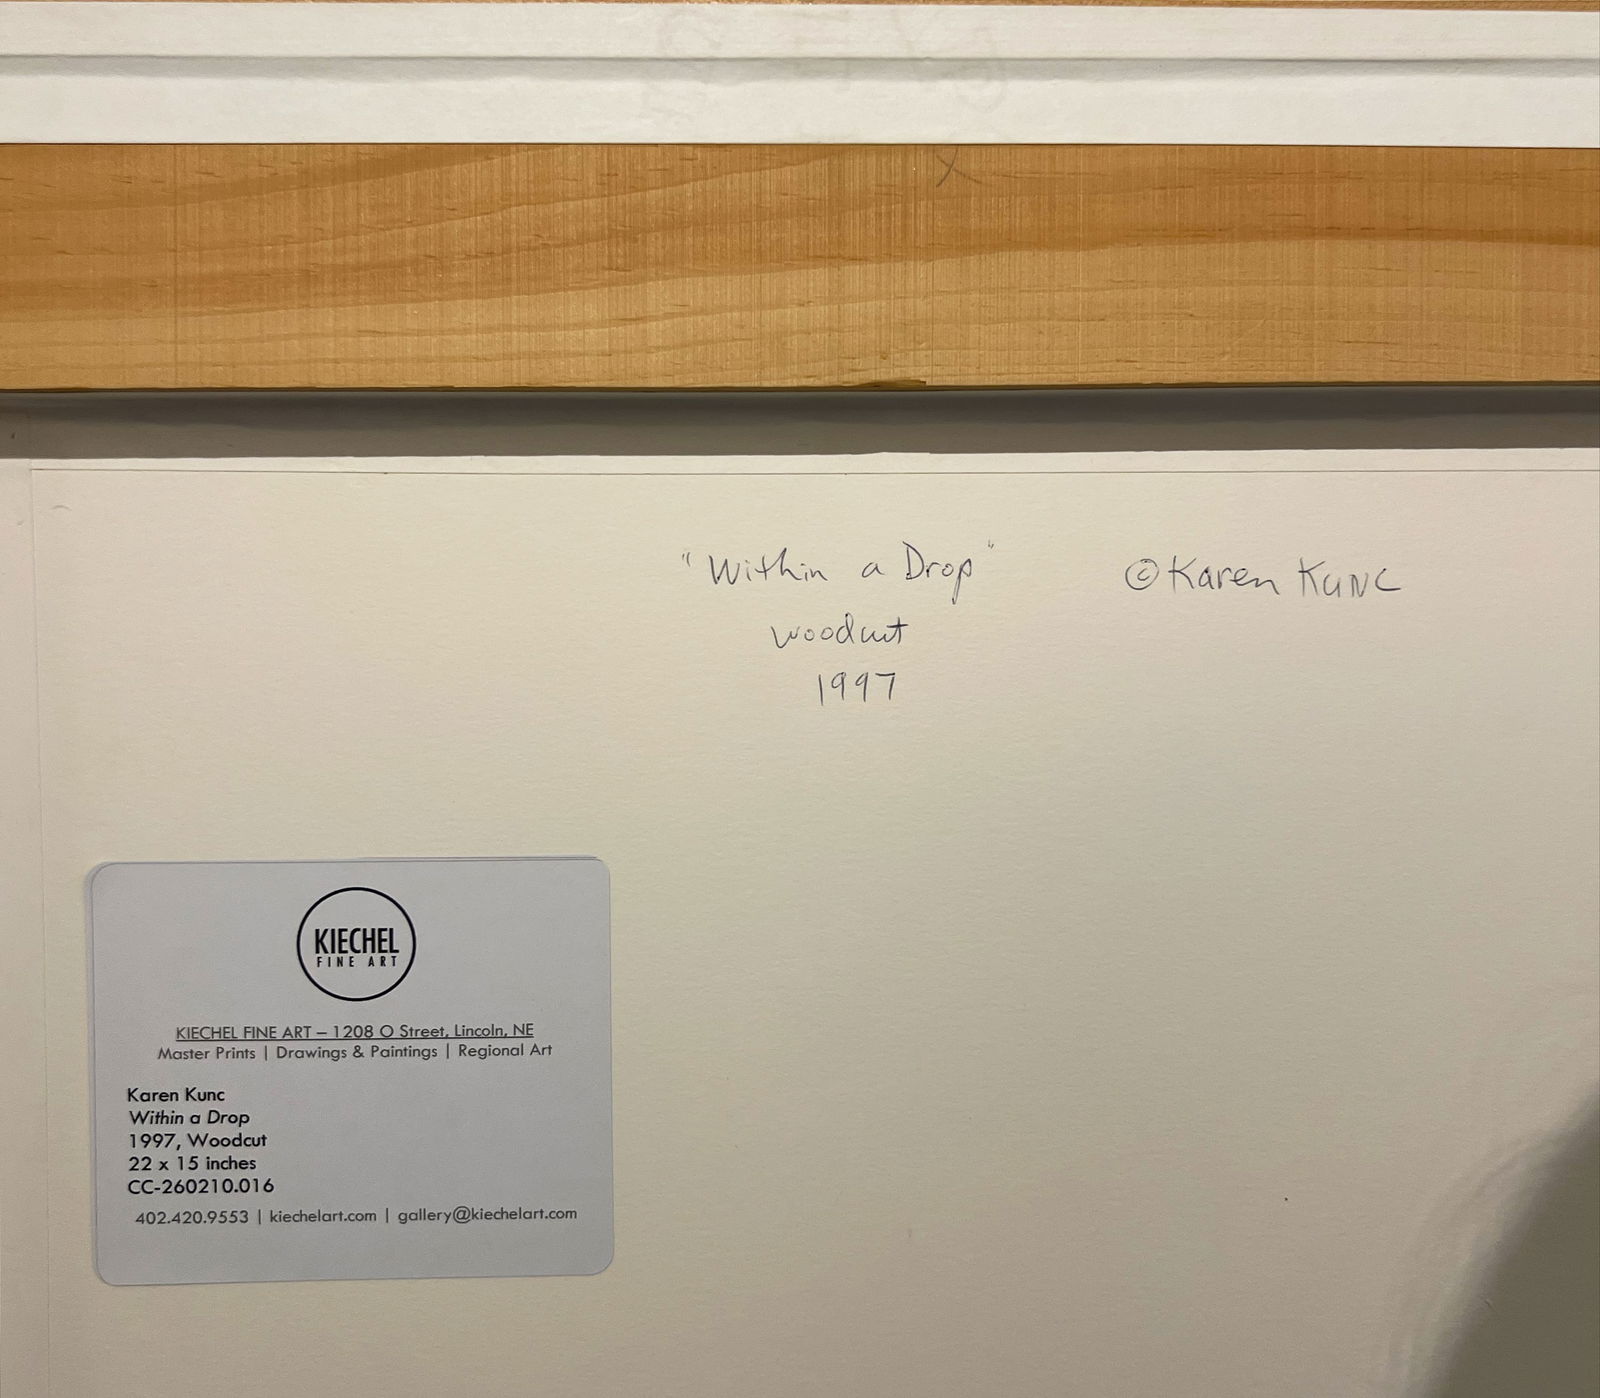 "Within a Drop"
woodcut
1997
©Karen Kunc
KIECHEL
FINE ART
KIECHEL FINE ART – 1208 O Street, Lincoln, NE
Master Prints | Drawings & Paintings | Regional Art
Karen Kunc
Within a Drop
1997, Woodcut
22 x 15 inches
CC-260210.016
402.420.9553 | kiechelart.com | gallery@kiechelart.com